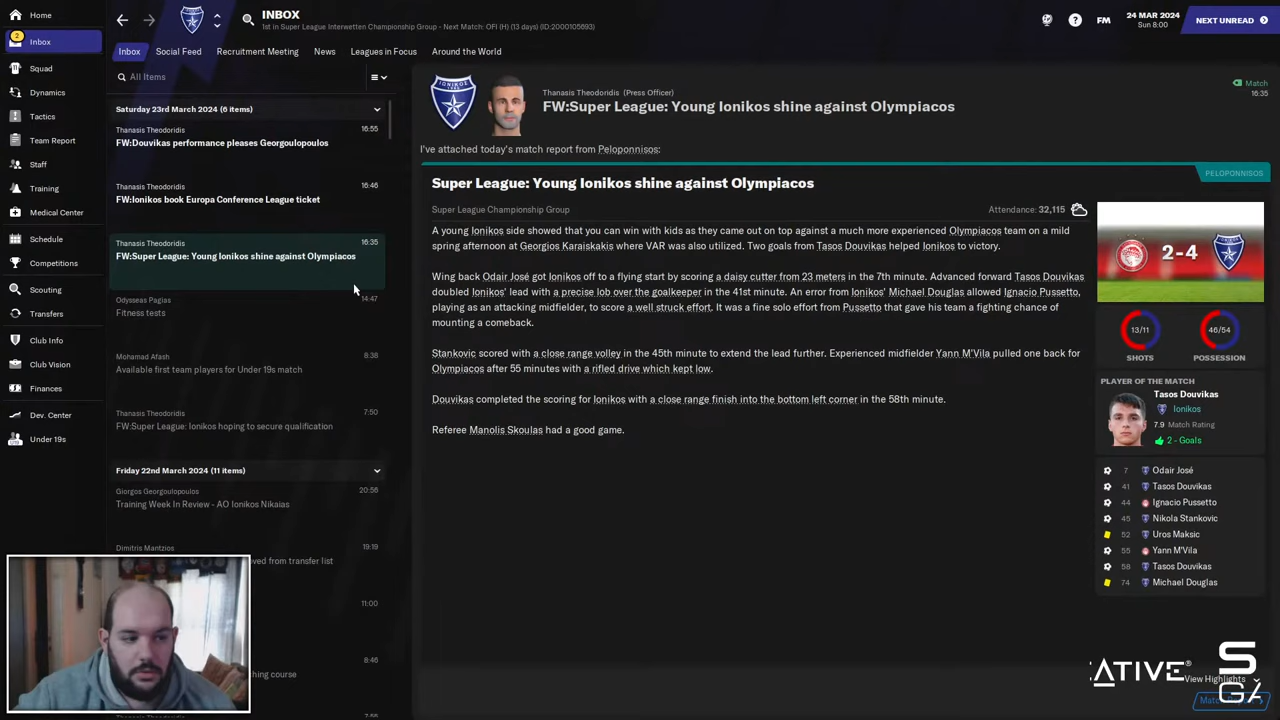 Home
2
Inbox
Squad
Dynamics
Tactics
Team Report
Staff
Training
Medical Center
Schedule
Competitions
Scouting
Transfers
Club Info
Club Vision
Finances
Dev. Center
Under 19s
INBOX
1st in Super League Interwetten Championship Group - Next Match: OFI (H) (13 days) (ID:2000105693)
FM
24 MAR 2024
Sun 8:00
NEXT UNREAD
Inbox Social Feed Recruitment Meeting News Leagues in Focus Around the World
All Items
Saturday 23rd March 2024 (6 items)
Thanasis Theodoridis 16:55
FW:Douvikas performance pleases Georgoulopoulos
Thanasis Theodoridis 16:46
FW:Ionikos book Europa Conference League ticket
Thanasis Theodoridis 16:35
FW:Super League: Young Ionikos shine against Olympiacos
Odysseas Pagias 14:47
Fitness tests
Mohamad Afash 8:38
Available first team players for Under 19s match
Thanasis Theodoridis 7:50
FW:Super League: Ionikos hoping to secure qualification
Friday 22nd March 2024 (11 items)
Giorgos Georgoulopoulos 20:56
Training Week In Review - AO Ionikos Nikaias
Dimitris Mantzios 19:19
from transfer list
11:00
8:46
course
IONIKOS
Thanasis Theodoridis (Press Officer)
FW:Super League: Young Ionikos shine against Olympiacos
Match
16:35
I've attached today's match report from Peloponnisos:
PELOPONNISOS
Super League: Young Ionikos shine against Olympiacos
Super League Championship Group
Attendance: 32,115
A young Ionikos side showed that you can win with kids as they came out on top against a much more experienced Olympiacos team on a mild
spring afternoon at Georgios Karaiskakis where VAR was also utilized. Two goals from Tasos Douvikas helped Ionikos to victory.
Wing back Odair José got Ionikos off to a flying start by scoring a daisy cutter from 23 meters in the 7th minute. Advanced forward Tasos Douvikas
doubled Ionikos' lead with a precise lob over the goalkeeper in the 41st minute. An error from Ionikos' Michael Douglas allowed Ignacio Pussetto,
playing as an attacking midfielder, to score a well struck effort. It was a fine solo effort from Pussetto that gave his team a fighting chance of
mounting a comeback.
Stankovic scored with a close range volley in the 45th minute to extend the lead further. Experienced midfielder Yann M'Vila pulled one back for
Olympiacos after 55 minutes with a rifled drive which kept low.
Douvikas completed the scoring for Ionikos with a close range finish into the bottom left corner in the 58th minute.
Referee Manolis Skoulas had a good game.
2-4
13/11
SHOTS
46/54
POSSESSION
PLAYER OF THE MATCH
Tasos Douvikas
Ionikos
7.9 Match Rating
2 - Goals
7 Odair José
41 Tasos Douvikas
44 Ignacio Pussetto
45 Nikola Stankovic
52 Uros Maksic
55 Yann M'Vila
58 Tasos Douvikas
74 Michael Douglas
ATIVE®
View Highlights
SGA